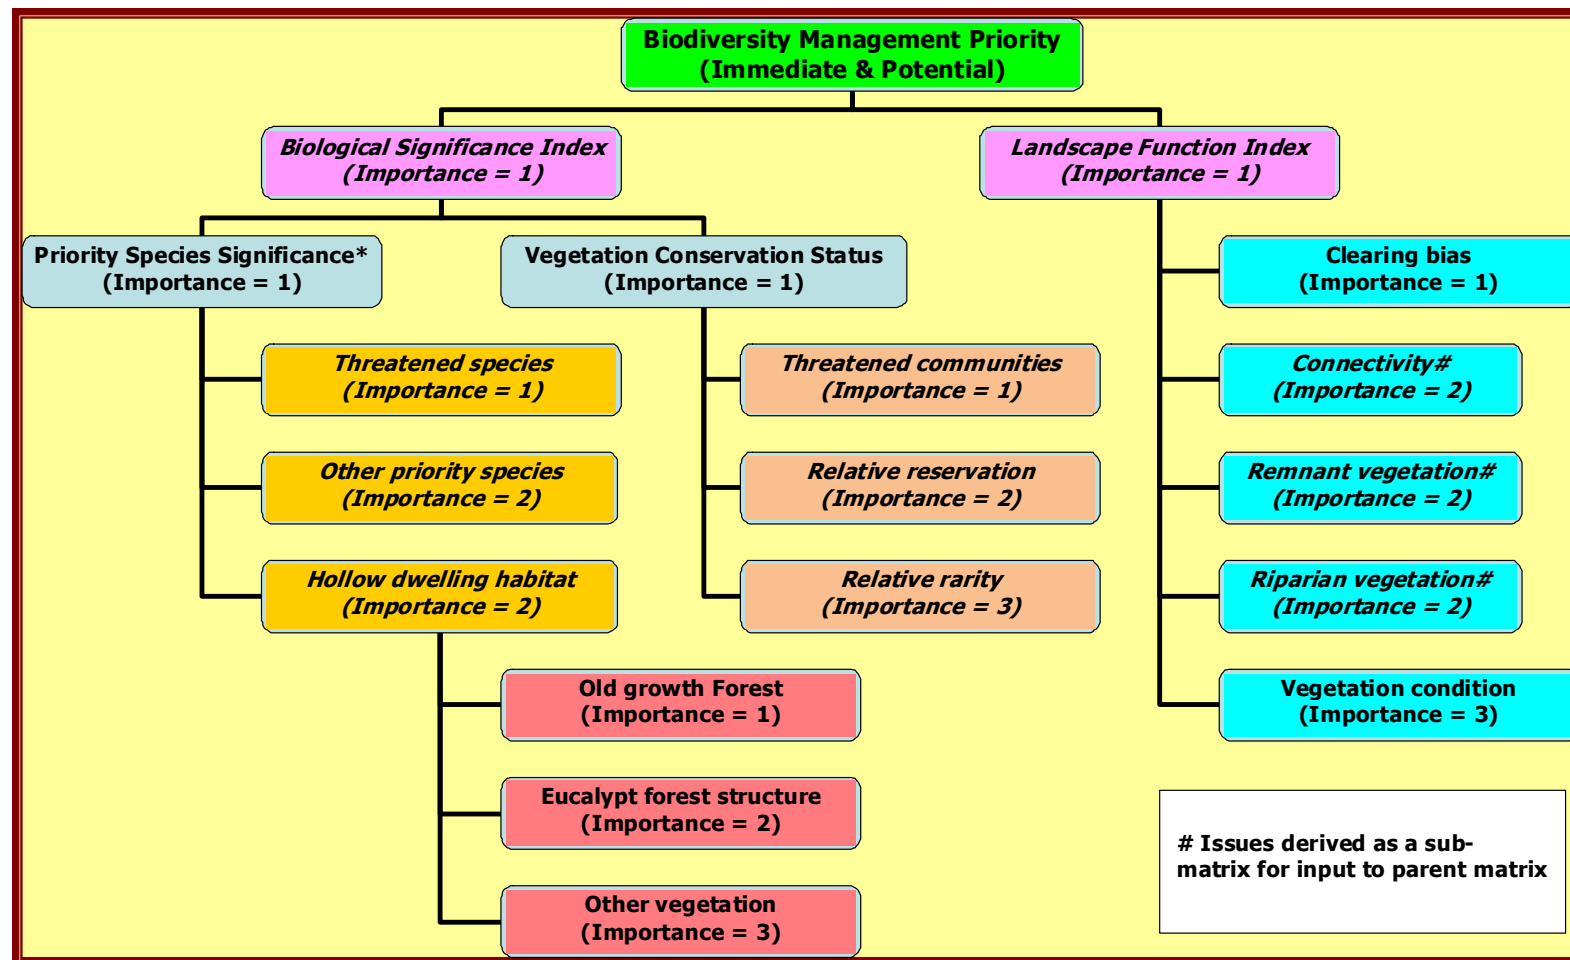 Biodiversity Management Priority
(Immediate & Potential)
Biological Significance Index
(Importance = 1)
Landscape Function Index
(Importance = 1)
Priority Species Significance*
(Importance = 1)
Vegetation Conservation Status
(Importance = 1)
Clearing bias
(Importance = 1)
Threatened species
(Importance = 1)
Threatened communities
(Importance = 1)
Connectivity#
(Importance = 2)
Other priority species
(Importance = 2)
Relative reservation
(Importance = 2)
Remnant vegetation#
(Importance = 2)
Hollow dwelling habitat
(Importance = 2)
Relative rarity
(Importance = 3)
Riparian vegetation#
(Importance = 2)
Old growth Forest
(Importance = 1)
Vegetation condition
(Importance = 3)
Eucalypt forest structure
(Importance = 2)
Other vegetation
(Importance = 3)
# Issues derived as a sub-
matrix for input to parent matrix